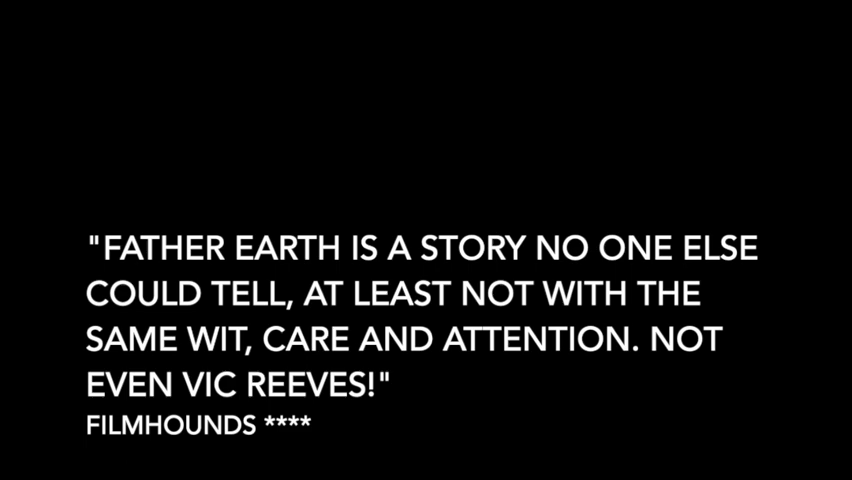 "FATHER EARTH IS A STORY NO ONE ELSE
COULD TELL, AT LEAST NOT WITH THE
SAME WIT, CARE AND ATTENTION. NOT
EVEN VIC REEVES!"
FILMHOUNDS ****